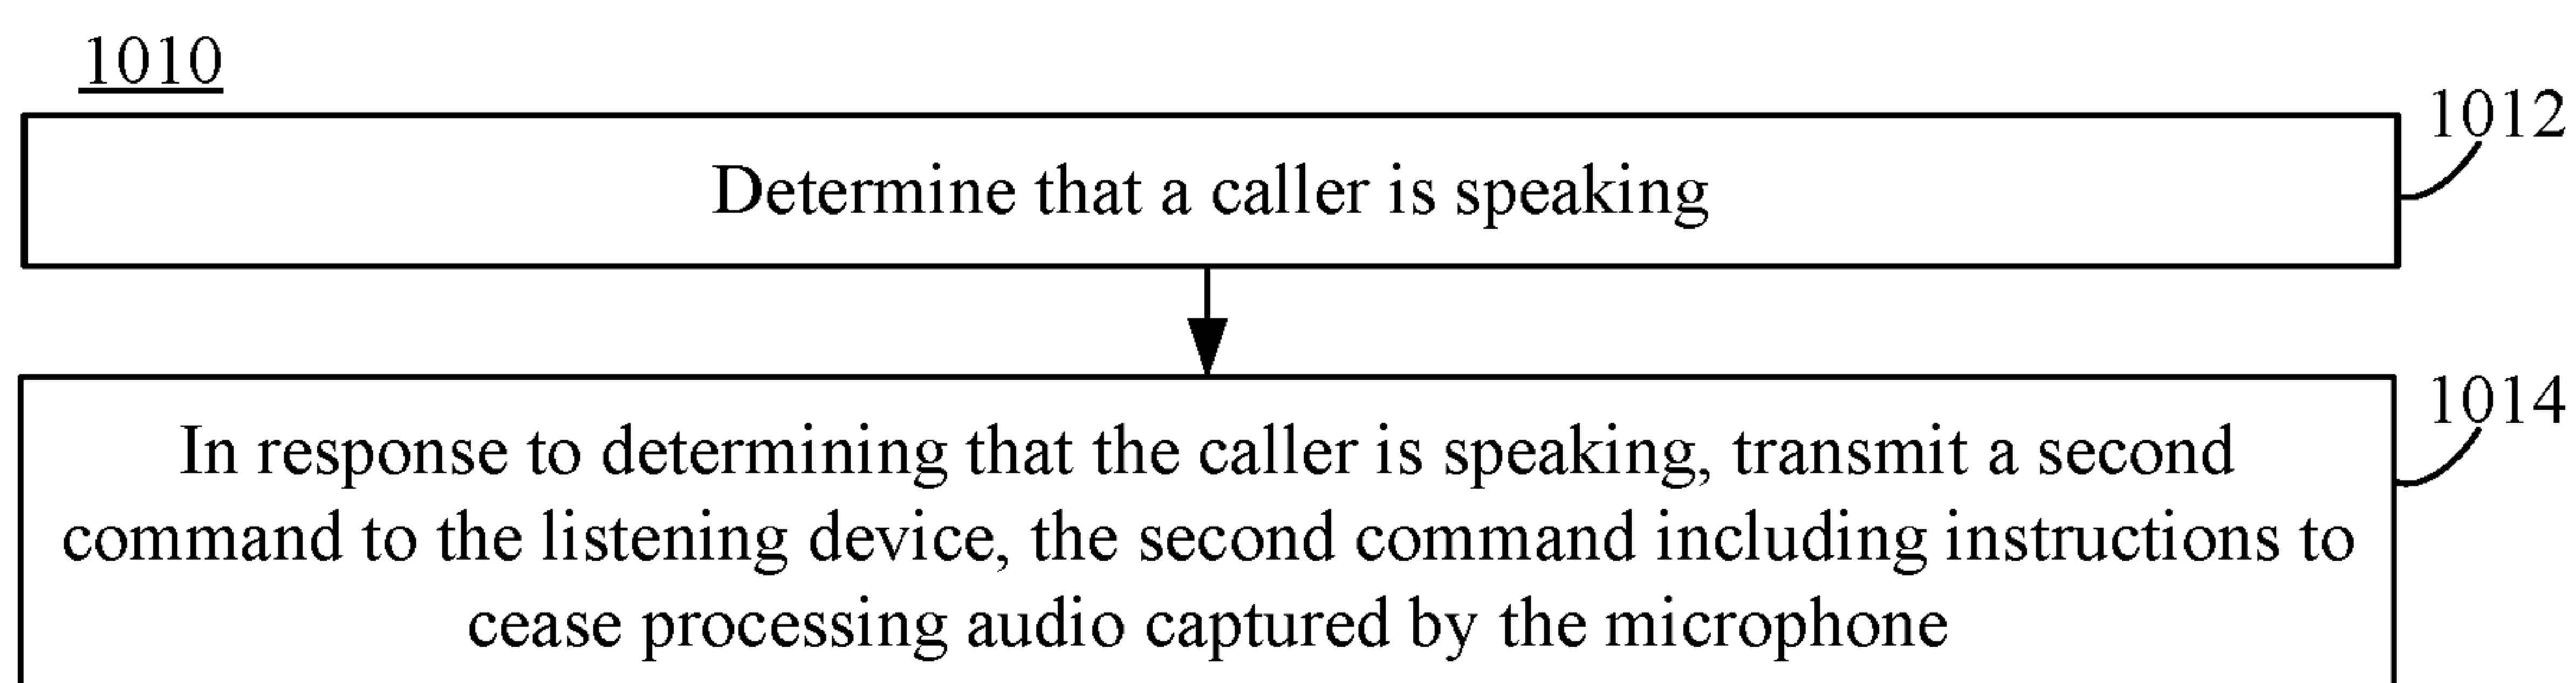 1010
1012
Determine that a caller is speaking
1014
In response to determining that the caller is speaking, transmit a second
command to the listening device, the second command including instructions to
cease processing audio captured by the microphone